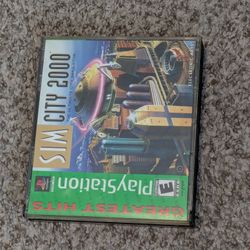 SIM CITY 2000
E
PlayStation
GREATEST HITS